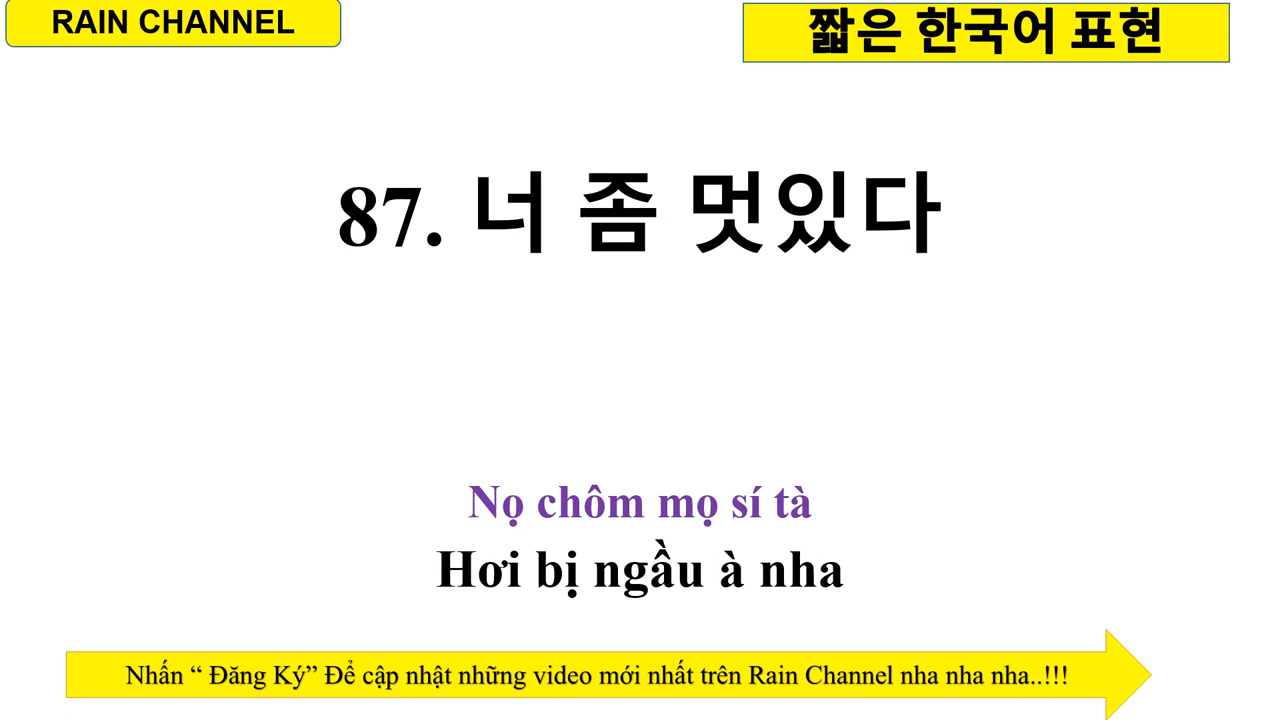 RAIN CHANNEL
짧은 한국어 표현
87. 너 좀 멋있다
Nọ chôm mọ sí tà
Hơi bị ngầu à nha
Nhấn “ Đăng Ký” Để cập nhật những video mới nhất trên Rain Channel nha nha nha..!!!